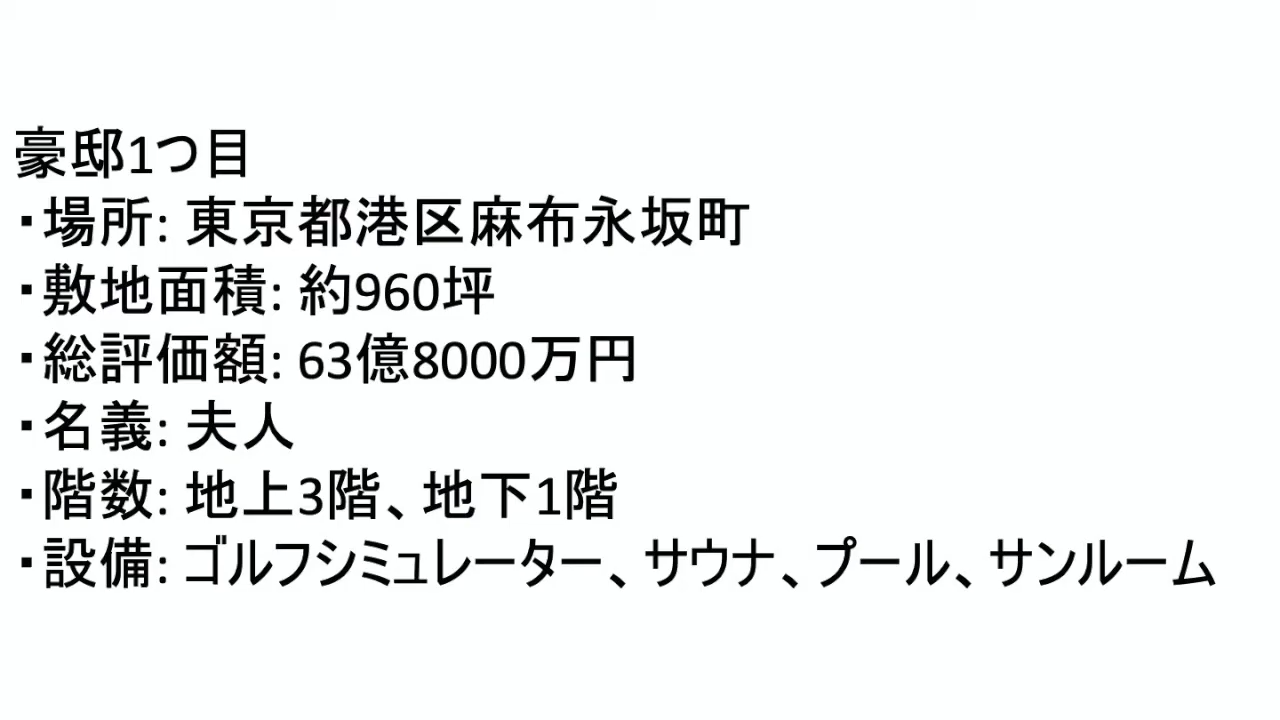 豪邸1つ目
・場所: 東京都港区麻布永坂町
・敷地面積: 約960坪
・総評価額: 63億8000万円
・名義: 夫人
・階数: 地上3階、地下1階
・設備: ゴルフシミュレーター、サウナ、プール、サンルーム